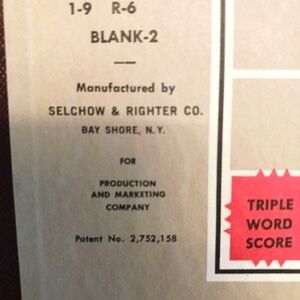 1-9 R-6
BLANK-2
Manufactured by
SELCHOW & RIGHTER CO.
BAY SHORE, N.Y.
FOR
PRODUCTION
AND MARKETING
COMPANY
Patent No. 2,752,158
TRIPLE
WORD
SCORE